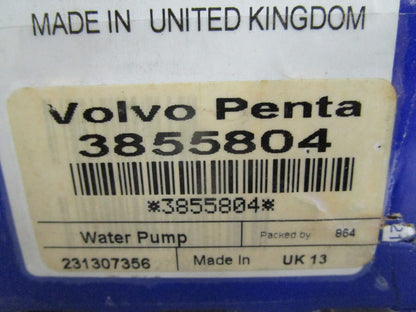 MADE IN UNITED KINGDOM
Volvo Penta
3855804
*3855804*
Water Pump Packed by 864
231307356 Made In UK 13